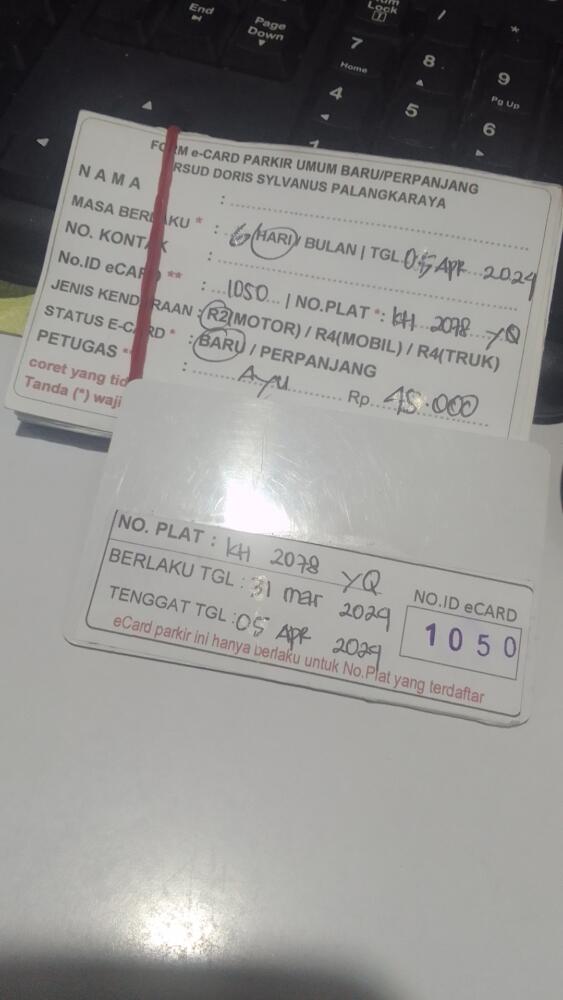 End
Page Down
Lock
/
*
7 Home
8
9 Pg Up
4
5
6
1
FORM e-CARD PARKIR UMUM BARU/PERPANJANG
RSUD DORIS SYLVANUS PALANGKARAYA
NAMA :
MASA BERLAKU * : 6 HARI / BULAN | TGL 05 APR 2024
NO. KONTAK :
No.ID eCARD ** : 1050 | NO.PLAT *: KH 2078 YQ
JENIS KENDARAAN : R2(MOTOR) / R4(MOBIL) / R4(TRUK)
STATUS E-CARD * : BARU / PERPANJANG
PETUGAS ** : AYU Rp. 45.000
coret yang tid
Tanda (*) waji
NO. PLAT : KH 2078 YQ
BERLAKU TGL : 31 mar 2024
TENGGAT TGL : 05 APR 2024
NO.ID eCARD
1050
eCard parkir ini hanya berlaku untuk No.Plat yang terdaftar